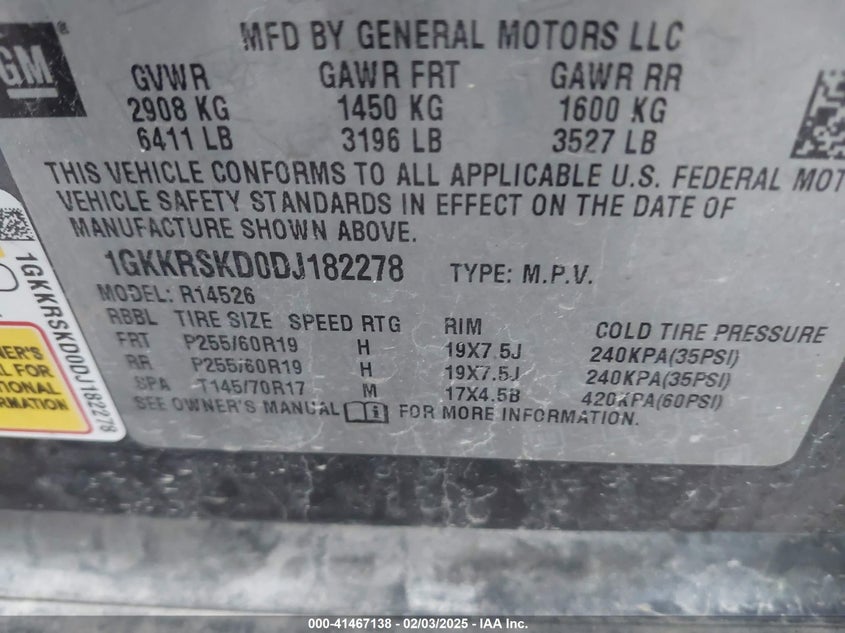 GM®
MFD BY GENERAL MOTORS LLC
GVWR GAWR FRT GAWR RR
2908 KG 1450 KG 1600 KG
6411 LB 3196 LB 3527 LB
THIS VEHICLE CONFORMS TO ALL APPLICABLE U.S. FEDERAL MOT
VEHICLE SAFETY STANDARDS IN EFFECT ON THE DATE OF
MANUFACTURE SHOWN ABOVE.
1GKKRSKD0DJ182278 TYPE: M.P.V.
MODEL: R14526
RBBL TIRE SIZE SPEED RTG RIM COLD TIRE PRESSURE
FRT P255/60R19 H 19X7.5J 240KPA(35PSI)
RR P255/60R19 H 19X7.5J 240KPA(35PSI)
SPA T145/70R17 M 17X4.5B 420KPA(60PSI)
SEE OWNER'S MANUAL FOR MORE INFORMATION.
1GKKRSKD0DJ182278
NER'S
L FOR
TIONAL
MATION
000-41467138 - 02/03/2025 - IAA Inc.